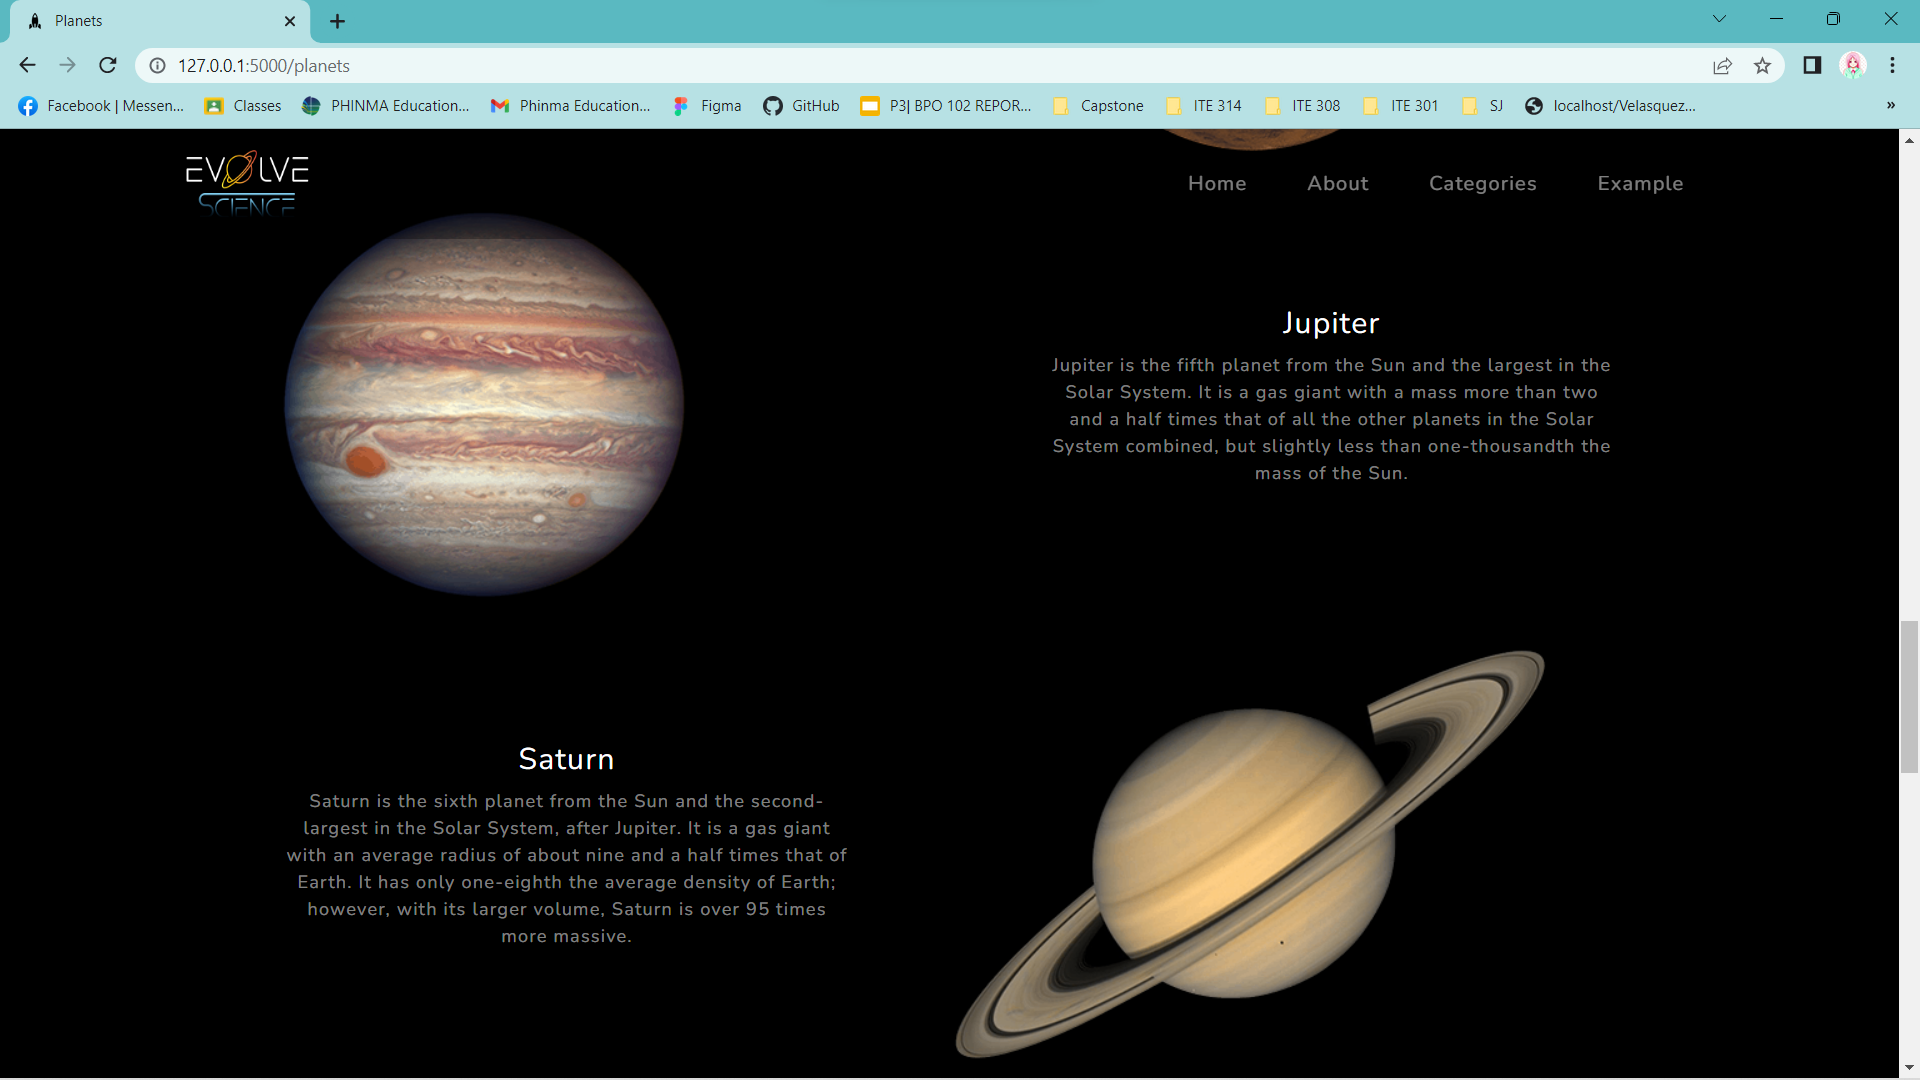 Planets
127.0.0.1:5000/planets
Facebook | Messen...
Classes
PHINMA Education...
Phinma Education...
Figma
GitHub
P3| BPO 102 REPOR...
Capstone
ITE 314
ITE 308
ITE 301
SJ
localhost/Velasquez...
»
EVOLVE
SCIENCE
Home
About
Categories
Example
Jupiter
Jupiter is the fifth planet from the Sun and the largest in the
Solar System. It is a gas giant with a mass more than two
and a half times that of all the other planets in the Solar
System combined, but slightly less than one-thousandth the
mass of the Sun.
Saturn
Saturn is the sixth planet from the Sun and the second-
largest in the Solar System, after Jupiter. It is a gas giant
with an average radius of about nine and a half times that of
Earth. It has only one-eighth the average density of Earth;
however, with its larger volume, Saturn is over 95 times
more massive.